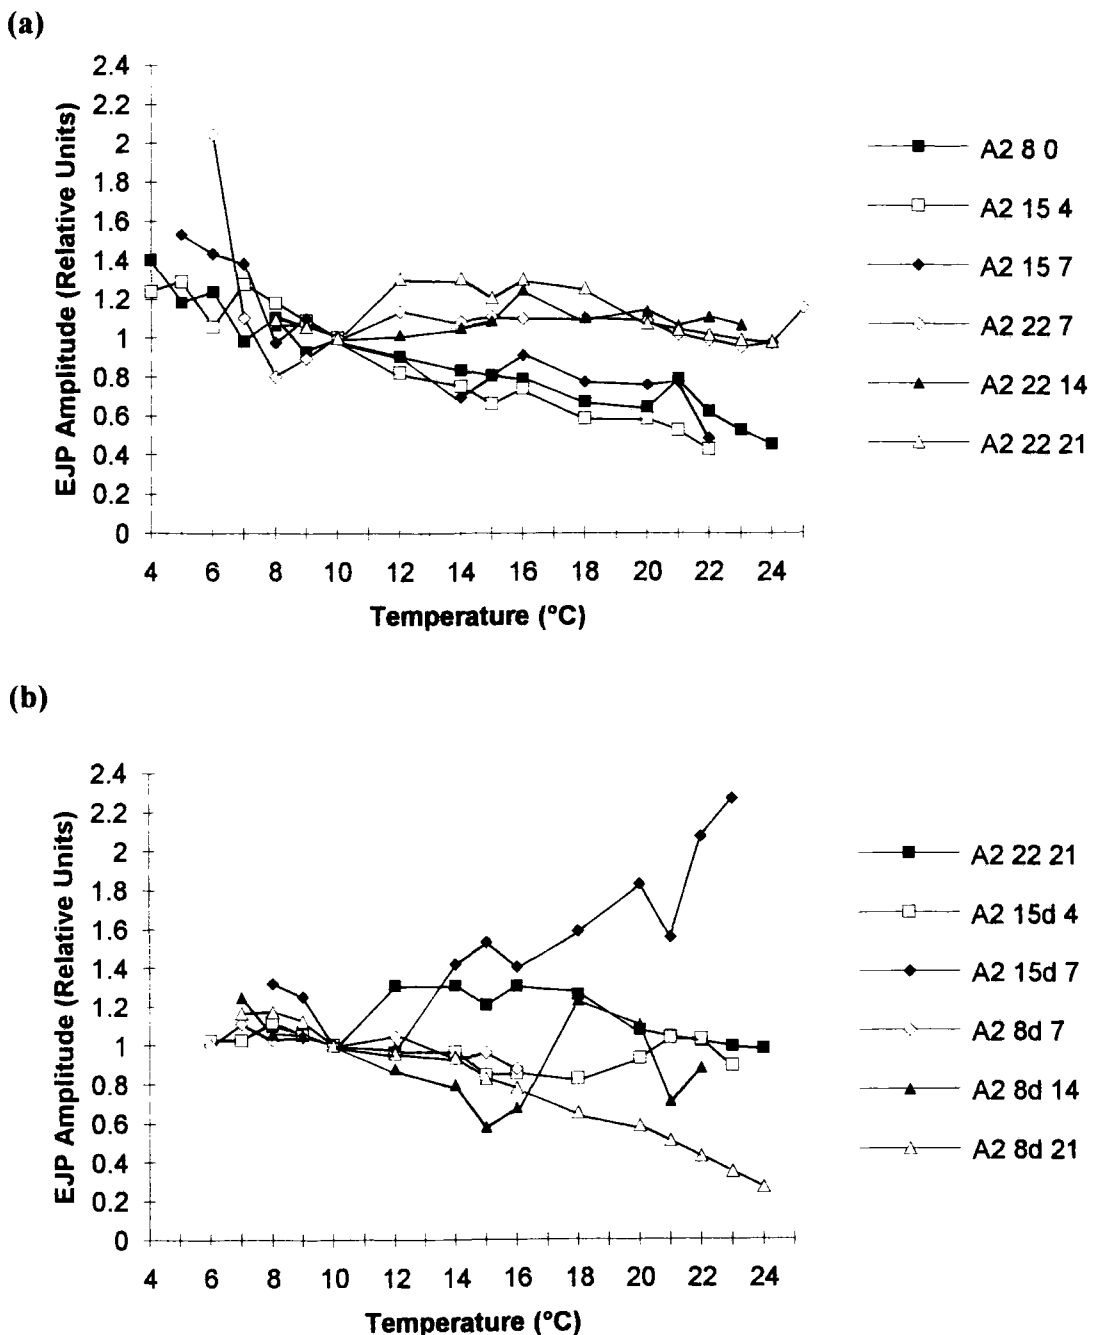 (a)
2.4
2.2
2
1.8
1.6
1.4
1.2
1
0.8
0.6
0.4
0.2
0
EJP Amplitude (Relative Units)
4 6 8 10 12 14 16 18 20 22 24
Temperature (°C)
A2 8 0
A2 15 4
A2 15 7
A2 22 7
A2 22 14
A2 22 21
(b)
2.4
2.2
2
1.8
1.6
1.4
1.2
1
0.8
0.6
0.4
0.2
0
EJP Amplitude (Relative Units)
4 6 8 10 12 14 16 18 20 22 24
Temperature (°C)
A2 22 21
A2 15d 4
A2 15d 7
A2 8d 7
A2 8d 14
A2 8d 21